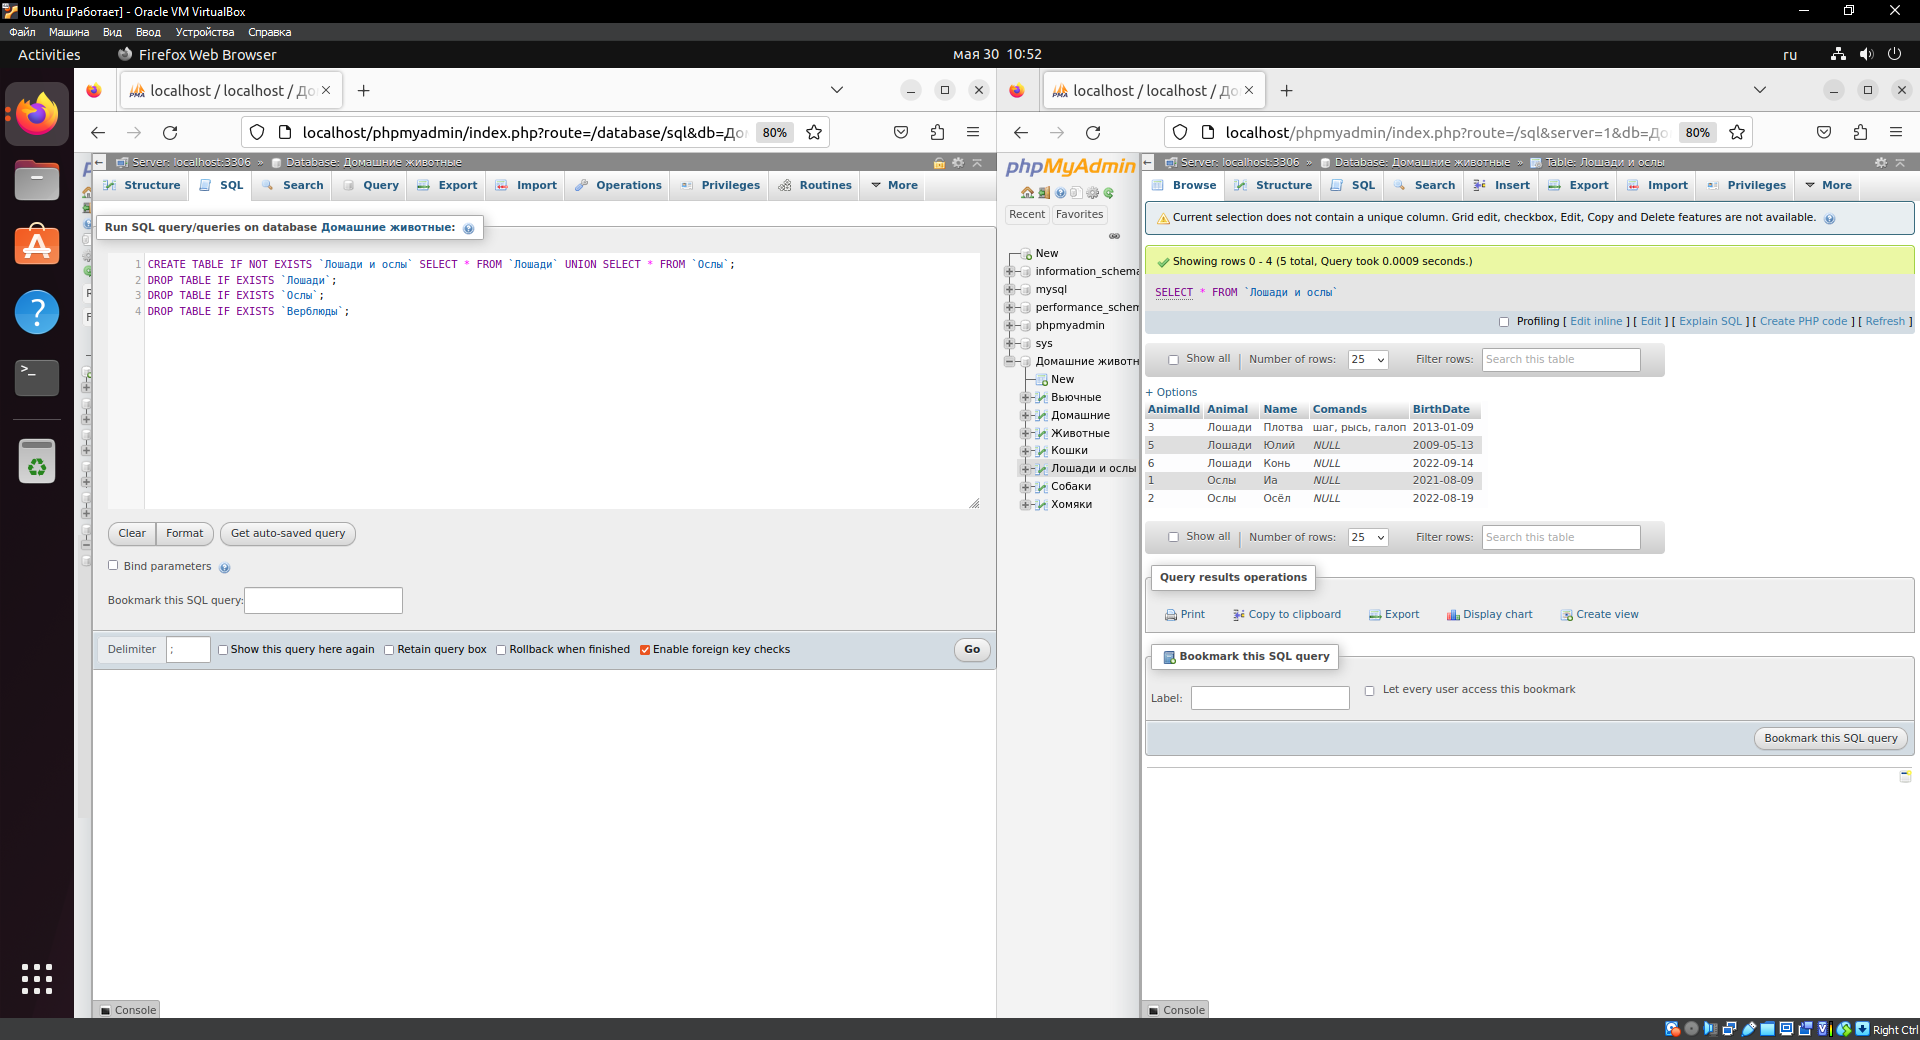 Ubuntu [Работает] - Oracle VM VirtualBox
Файл Машина Вид Ввод Устройства Справка
Activities Firefox Web Browser мая 30 10:52 ru
localhost / localhost / До
localhost/phpmyadmin/index.php?route=/database/sql&db=До 80%
Server: localhost:3306 » Database: Домашние животные
Structure SQL Search Query Export Import Operations Privileges Routines More
Run SQL query/queries on database Домашние животные:
1 CREATE TABLE IF NOT EXISTS `Лошади и ослы` SELECT * FROM `Лошади` UNION SELECT * FROM `Ослы`;
2 DROP TABLE IF EXISTS `Лошади`;
3 DROP TABLE IF EXISTS `Ослы`;
4 DROP TABLE IF EXISTS `Верблюды`;
Clear Format Get auto-saved query
Bind parameters
Bookmark this SQL query:
Delimiter ; Show this query here again Retain query box Rollback when finished Enable foreign key checks Go
Console
localhost / localhost / До
localhost/phpmyadmin/index.php?route=/sql&server=1&db=До 80%
phpMyAdmin
Recent Favorites
New
information_schema
mysql
performance_schem
phpmyadmin
sys
Домашние животн
New
Вьючные
Домашние
Животные
Кошки
Лошади и ослы
Собаки
Хомяки
Server: localhost:3306 » Database: Домашние животные » Table: Лошади и ослы
Browse Structure SQL Search Insert Export Import Privileges More
Current selection does not contain a unique column. Grid edit, checkbox, Edit, Copy and Delete features are not available.
Showing rows 0 - 4 (5 total, Query took 0.0009 seconds.)
SELECT * FROM `Лошади и ослы`
Profiling [ Edit inline ] [ Edit ] [ Explain SQL ] [ Create PHP code ] [ Refresh ]
Show all Number of rows: 25 Filter rows: Search this table
+ Options
AnimalId Animal Name Comands BirthDate
3 Лошади Плотва шаг, рысь, галоп 2013-01-09
5 Лошади Юлий NULL 2009-05-13
6 Лошади Конь NULL 2022-09-14
1 Ослы Иа NULL 2021-08-09
2 Ослы Осёл NULL 2022-08-19
Show all Number of rows: 25 Filter rows: Search this table
Query results operations
Print Copy to clipboard Export Display chart Create view
Bookmark this SQL query
Label: Let every user access this bookmark
Bookmark this SQL query
Console
Right Ctrl